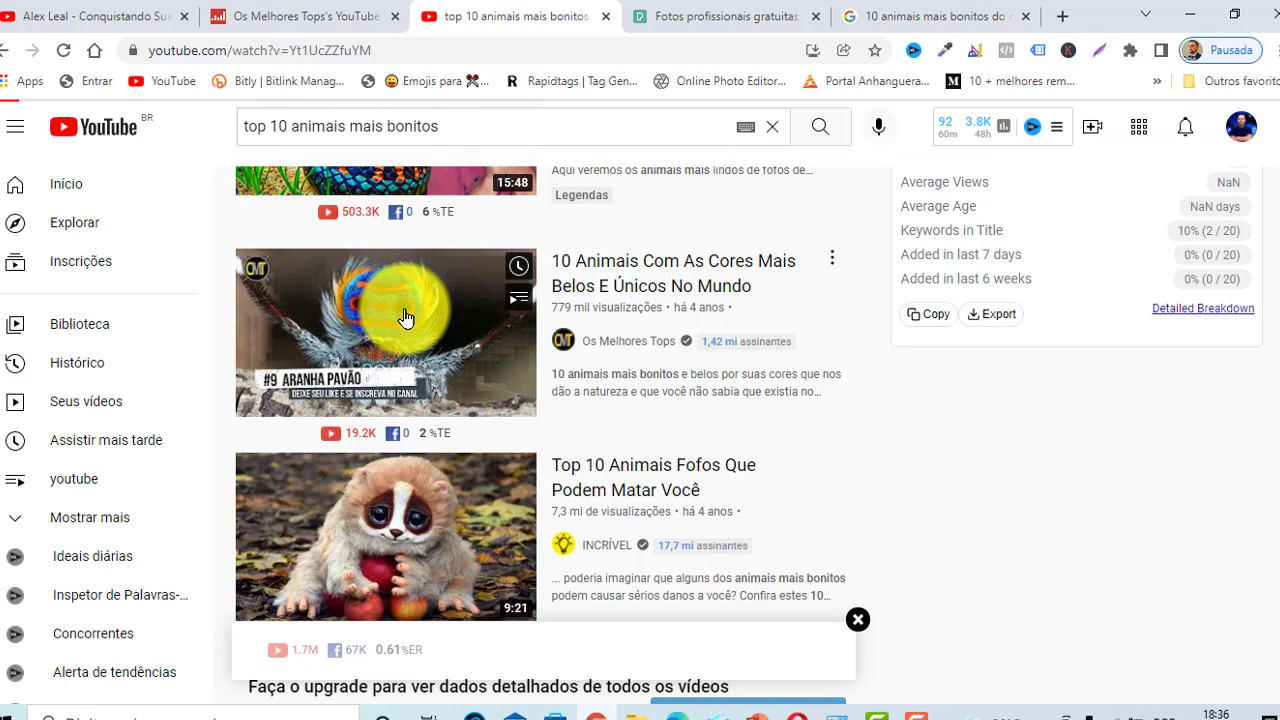 Alex Leal - Conquistando Sua
Os Melhores Tops's YouTube
top 10 animais mais bonitos
Fotos profissionais gratuitas
10 animais mais bonitos do
youtube.com/watch?v=Yt1UcZZfuYM
Pausada
Apps
Entrar
YouTube
Bitly | Bitlink Manag...
Emojis para
Rapidtags | Tag Gen...
Online Photo Editor...
Portal Anhanguera...
10 + melhores rem...
Outros favorito
YouTube BR
top 10 animais mais bonitos
92
60m
3.8K
48h
Início
Explorar
Inscrições
Biblioteca
Histórico
Seus vídeos
Assistir mais tarde
youtube
Mostrar mais
Ideais diárias
Inspetor de Palavras-...
Concorrentes
Alerta de tendências
15:48
Aqui veremos os animais mais lindos de fotos de...
Legendas
503.3K 0 6 %TE
OMT
#9 ARANHA PAVÃO
DEIXE SEU LIKE E SE INSCREVA NO CANAL
10 Animais Com As Cores Mais
Belos E Únicos No Mundo
779 mil visualizações • há 4 anos •
OMT
Os Melhores Tops 1,42 mi assinantes
10 animais mais bonitos e belos por suas cores que nos
dão a natureza e que você não sabia que existia no...
19.2K 0 2 %TE
9:21
Top 10 Animais Fofos Que
Podem Matar Você
7,3 mi de visualizações • há 4 anos •
INCRÍVEL 17,7 mi assinantes
... poderia imaginar que alguns dos animais mais bonitos
podem causar sérios danos a você? Confira estes 10...
1.7M 67K 0.61%ER
Faça o upgrade para ver dados detalhados de todos os vídeos
Average Views NaN
Average Age NaN days
Keywords in Title 10% (2 / 20)
Added in last 7 days 0% (0 / 20)
Added in last 6 weeks 0% (0 / 20)
Copy
Export
Detailed Breakdown
18:36